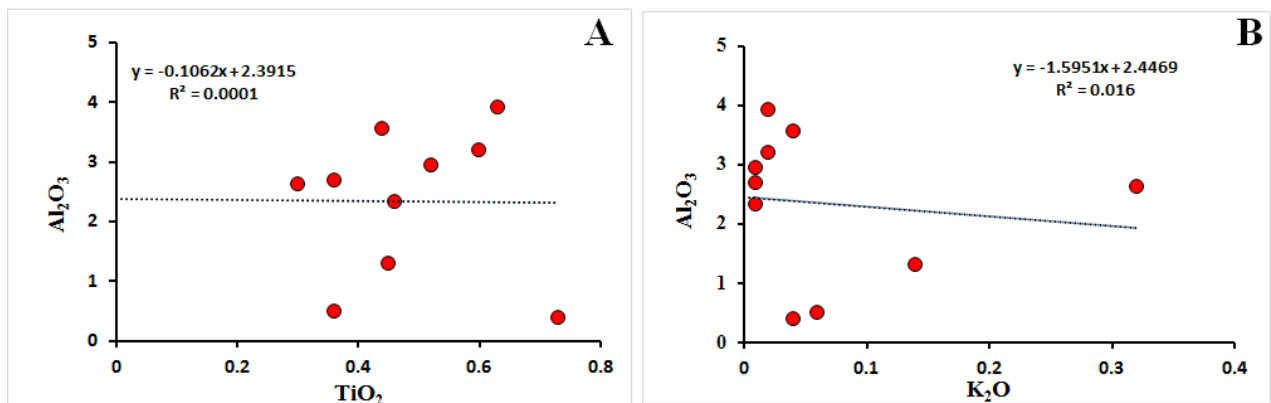 A
y = -0.1062x + 2.3915
R² = 0.0001
5
4
3
2
1
0
Al₂O₃
0 0.2 0.4 0.6 0.8
TiO₂
B
y = -1.5951x + 2.4469
R² = 0.016
5
4
3
2
1
0
Al₂O₃
0 0.1 0.2 0.3 0.4
K₂O